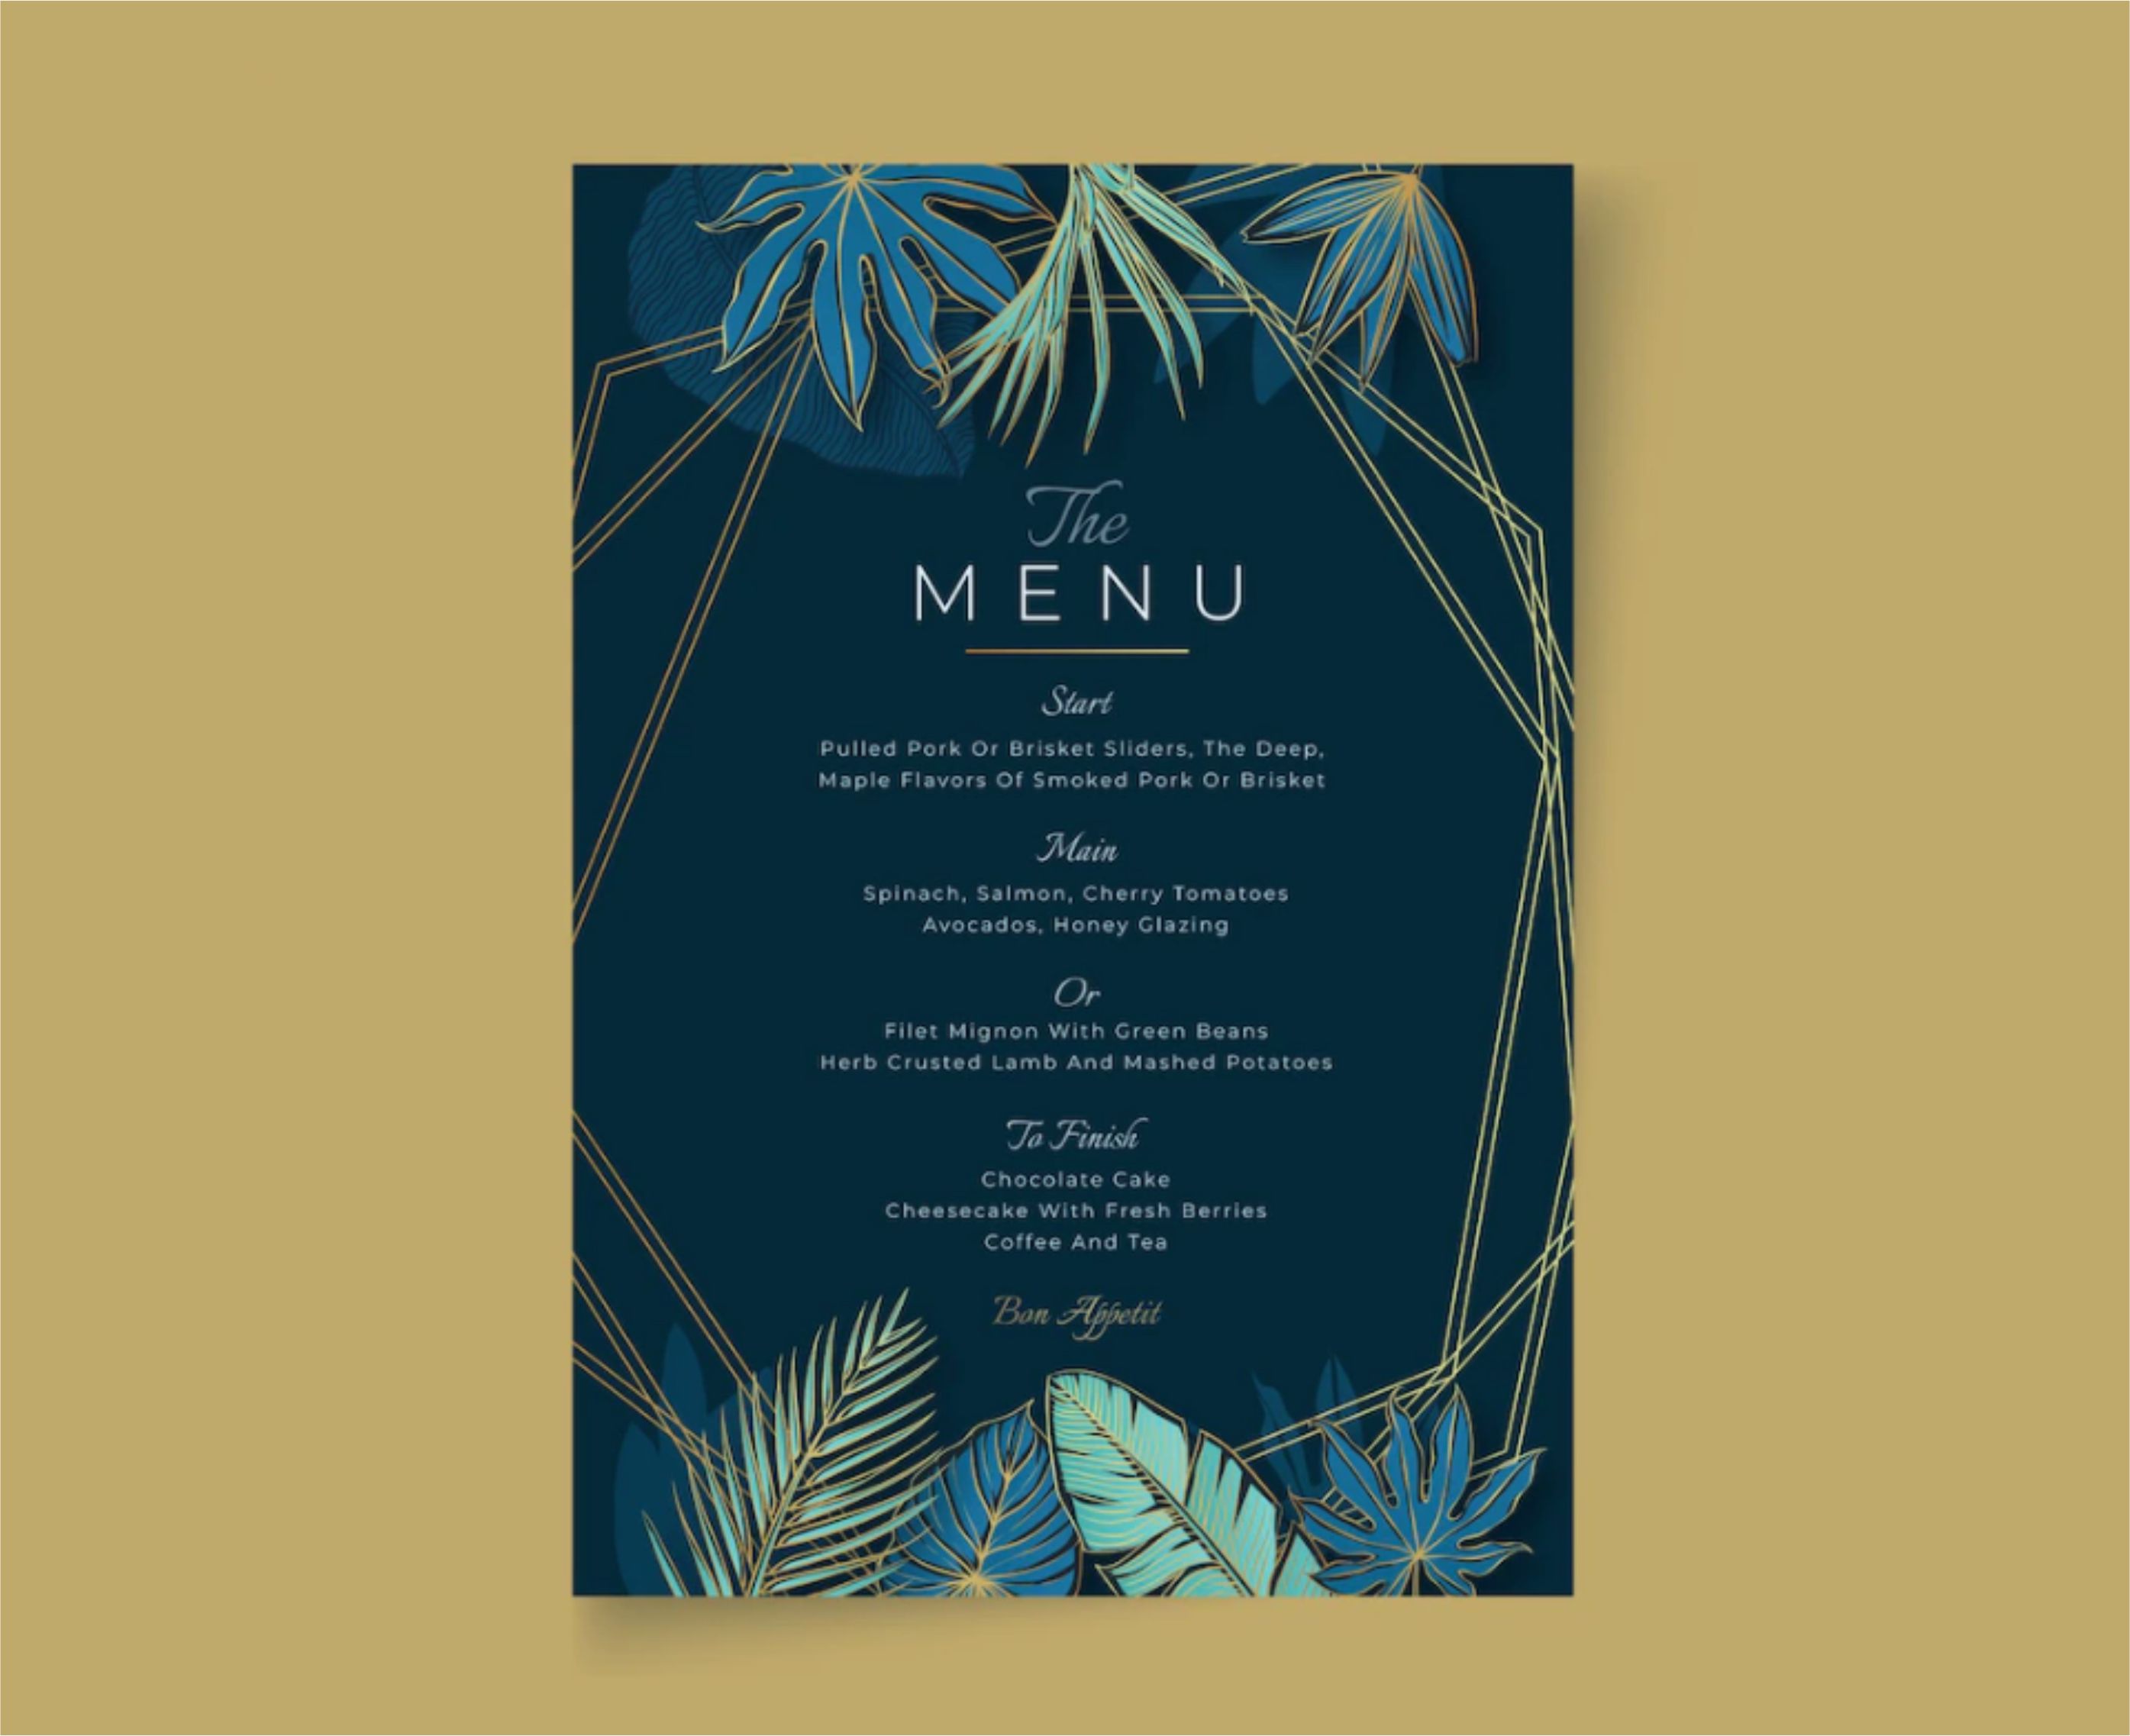 The
MENU
Start
Pulled Pork Or Brisket Sliders, The Deep,
Maple Flavors Of Smoked Pork Or Brisket
Main
Spinach, Salmon, Cherry Tomatoes
Avocados, Honey Glazing
Or
Filet Mignon With Green Beans
Herb Crusted Lamb And Mashed Potatoes
To Finish
Chocolate Cake
Cheesecake With Fresh Berries
Coffee And Tea
Bon Appetit